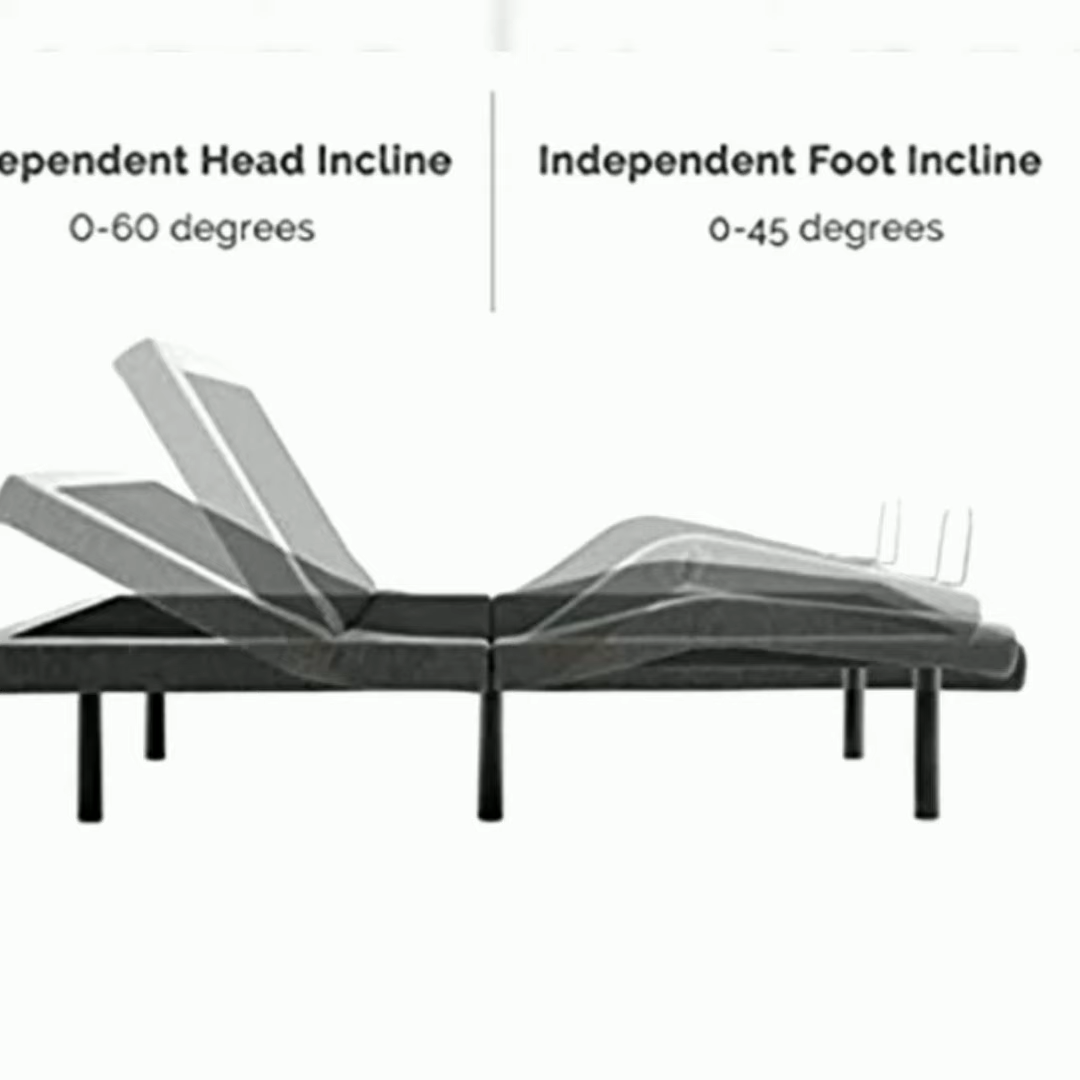 ependent Head Incline
0-60 degrees
Independent Foot Incline
0-45 degrees